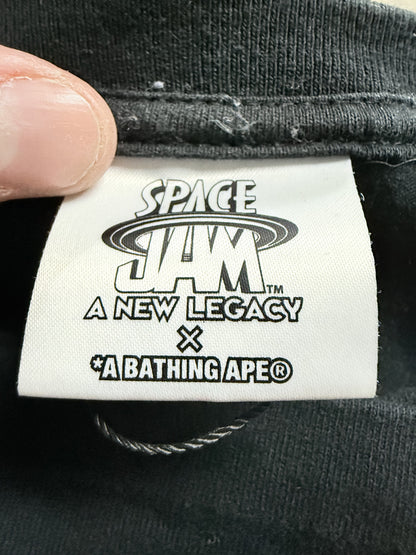 SPACE
JAM™
A NEW LEGACY
×
*A BATHING APE®